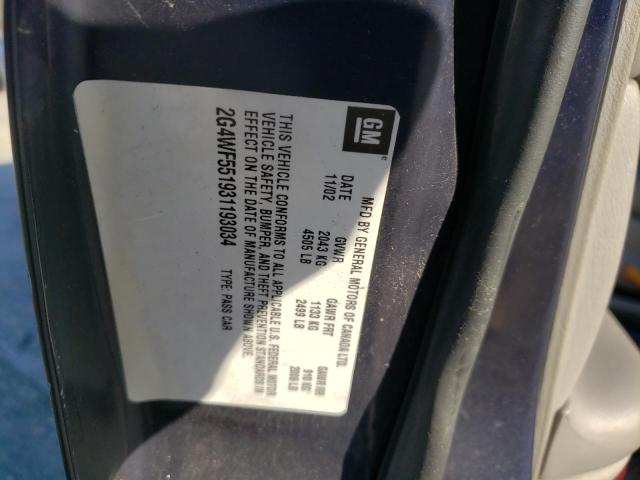 GM
MFD BY GENERAL MOTORS OF CANADA LTD.
DATE GVWR GAWR FRT GAWR RR
11/02 2043 KG 1133 KG
4505 LB 2499 LB
THIS VEHICLE CONFORMS TO ALL APPLICABLE U.S. FEDERAL MOTOR
VEHICLE SAFETY, BUMPER, AND THEFT PREVENTION STANDARDS IN
EFFECT ON THE DATE OF MANUFACTURE SHOWN ABOVE.
2G4WF551931193034 TYPE: PASS CAR